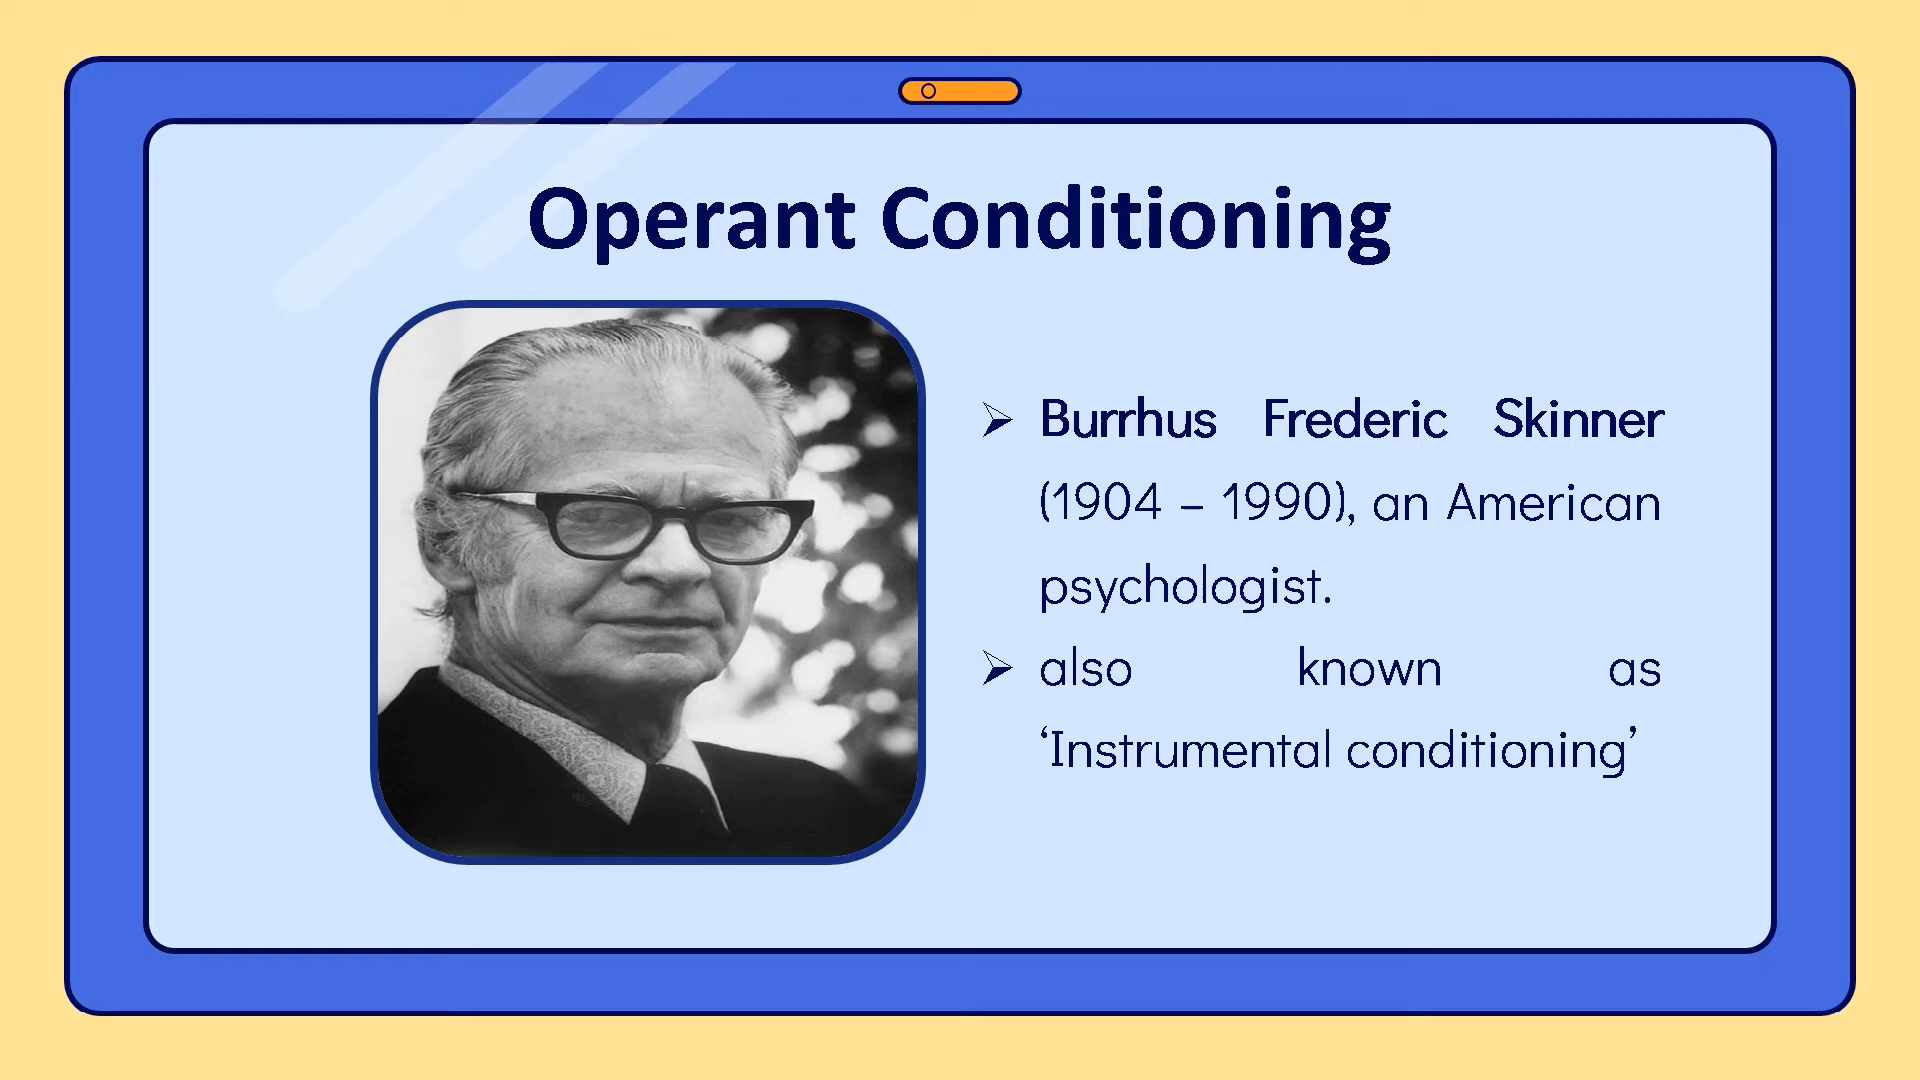 Operant Conditioning
➢ Burrhus Frederic Skinner
(1904 – 1990), an American
psychologist.
➢ also known as
‘Instrumental conditioning’